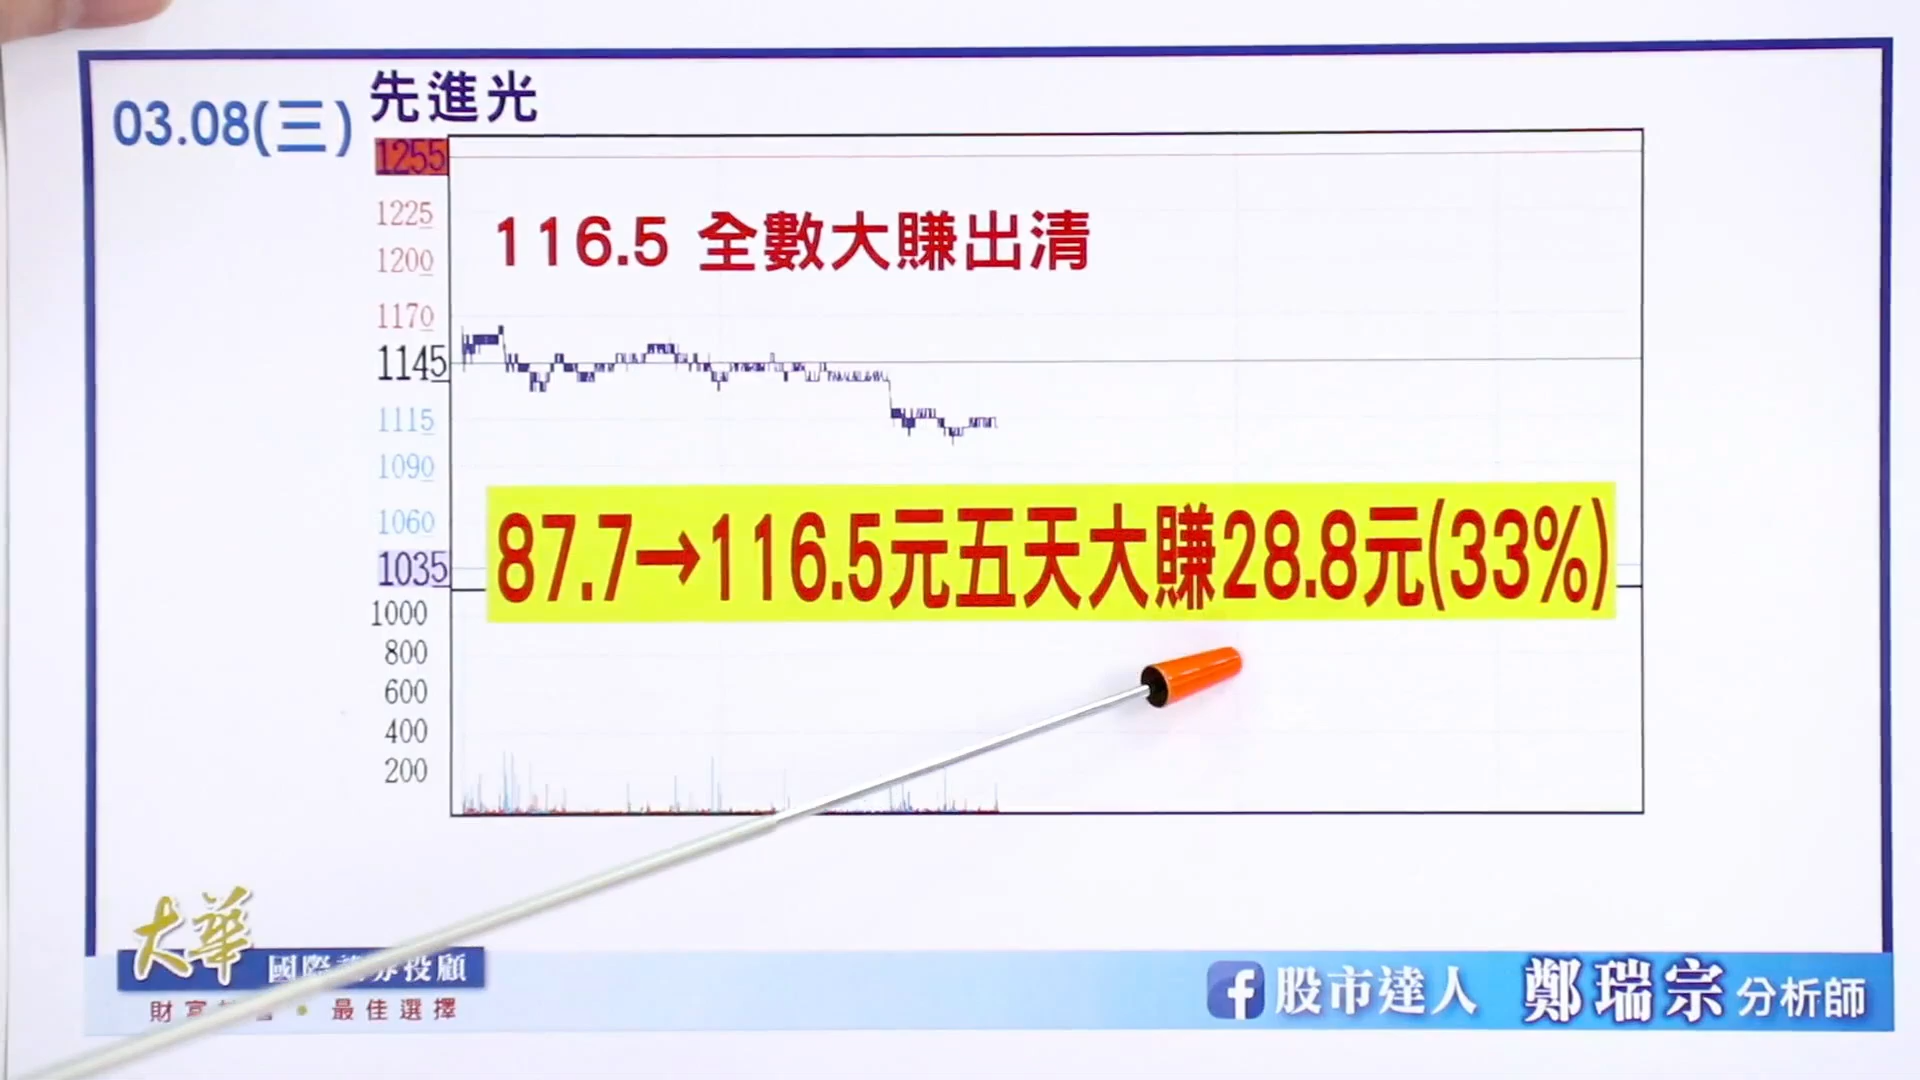 03.08(三)
先進光
1255
1225
1200
1170
1145
1115
1090
1060
1035
1000
800
600
400
200
116.5 全數大賺出清
87.7→116.5元五天大賺28.8元(33%)
大華
國際 投顧
財富 • 最佳選擇
f 股市達人 鄭瑞宗 分析師